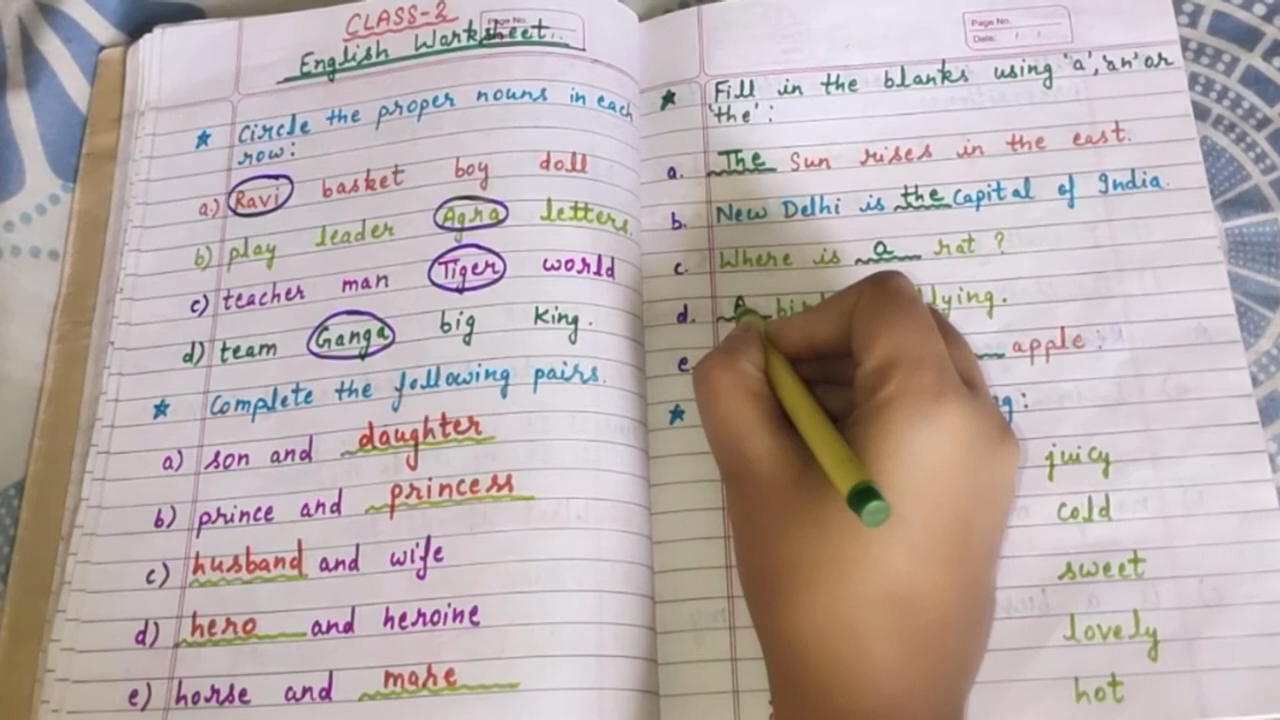 CLASS-2
Page No.
English Worksheet.
Circle the proper nouns in each
row:
a.) Ravi basket boy doll
b) play leader Agra letters.
c) teacher man Tiger world
d) team Ganga big King.
Complete the following pairs.
a) son and daughter
b) prince and princess
c) husband and wife
d) hero and heroine
e) horse and mare
Page No.
Date: / /
Fill in the blanks using 'a', 'an' or
'the':
a. The Sun rises in the east.
b. New Delhi is the capital of India.
c. Where is a rat ?
d. A flying.
e. apple.
juicy
cold
sweet
lovely
hot